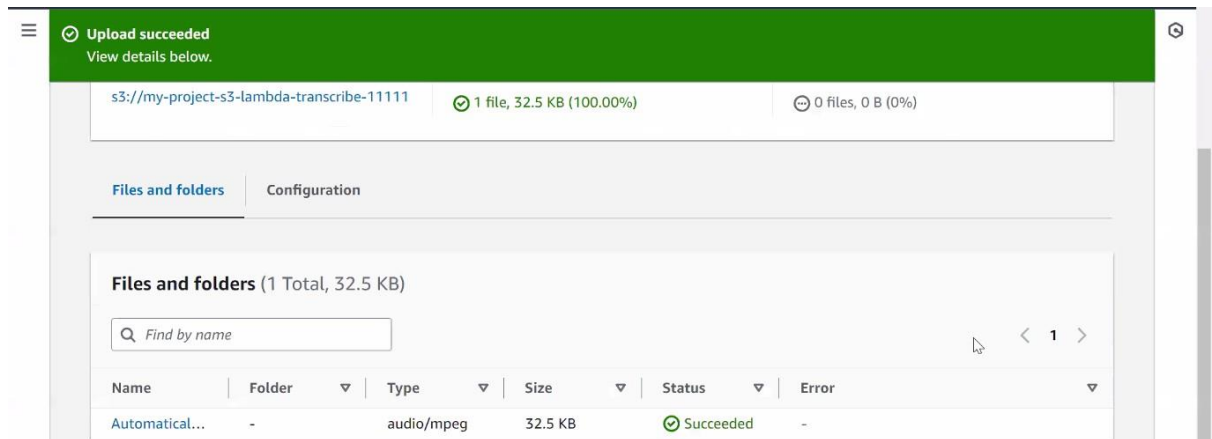 Upload succeeded
View details below.
s3://my-project-s3-lambda-transcribe-11111
1 file, 32.5 KB (100.00%)
0 files, 0 B (0%)
Files and folders
Configuration
Files and folders (1 Total, 32.5 KB)
Find by name
1
Name Folder Type Size Status Error
Automatical... - audio/mpeg 32.5 KB Succeeded -